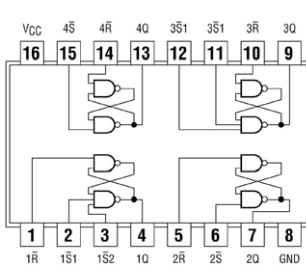 VCC 4S̅ 4R̅ 4Q 3S̅1 3S̅1 3R̅ 3Q
16 15 14 13 12 11 10 9
1 2 3 4 5 6 7 8
1R̅ 1S̅1 1S̅2 1Q 2R̅ 2S̅ 2Q GND